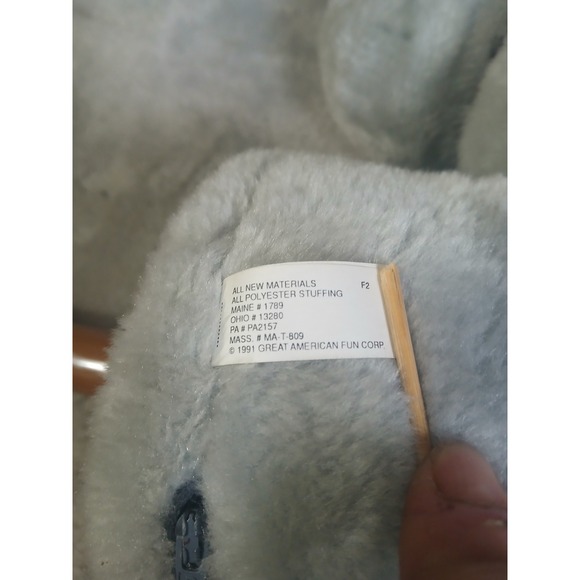 ALL NEW MATERIALS F2
ALL POLYESTER STUFFING
MAINE # 1789
OHIO # 13280
PA # PA2157
MASS. # MA-T-809
© 1991 GREAT AMERICAN FUN CORP